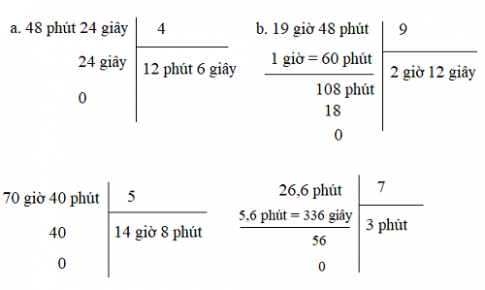 a. 48 phút 24 giây 4
24 giây 12 phút 6 giây
0
b. 19 giờ 48 phút 9
1 giờ = 60 phút 2 giờ 12 giây
108 phút
18
0
70 giờ 40 phút 5
40 14 giờ 8 phút
0
26,6 phút 7
5,6 phút = 336 giây 3 phút
56
0